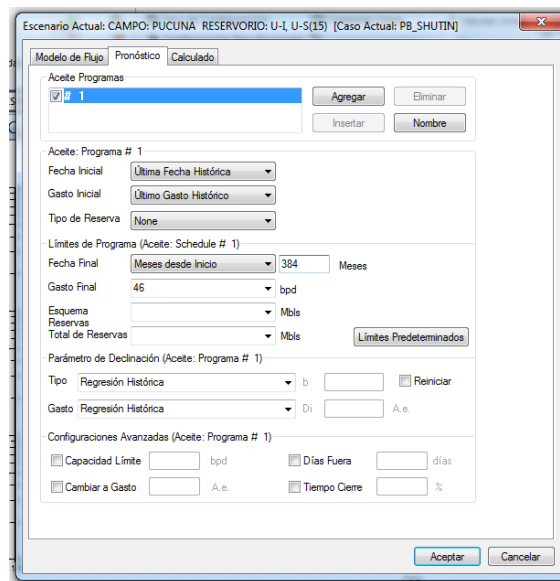 Escenario Actual: CAMPO: PUCUNA RESERVORIO: U-I, U-S(15) [Caso Actual: PB_SHUTIN]
Modelo de Flujo Pronóstico Calculado
Aceite Programas
# 1
Agregar Eliminar
Insertar Nombre
Aceite: Programa # 1
Fecha Inicial Última Fecha Histórica
Gasto Inicial Último Gasto Histórico
Tipo de Reserva None
Límites de Programa (Aceite: Schedule # 1)
Fecha Final Meses desde Inicio 384 Meses
Gasto Final 46 bpd
Esquema Reservas Mbls
Total de Reservas Mbls Límites Predeterminados
Parámetro de Declinación (Aceite: Programa # 1)
Tipo Regresión Histórica b Reiniciar
Gasto Regresión Histórica Di A.e.
Configuraciones Avanzadas (Aceite: Programa # 1)
Capacidad Límite bpd Días Fuera días
Cambiar a Gasto A.e. Tiempo Cierre %
Aceptar Cancelar